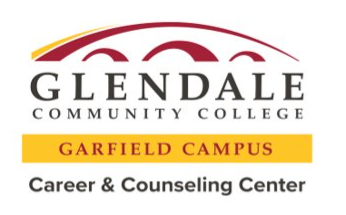 GLENDALE
COMMUNITY COLLEGE
GARFIELD CAMPUS
Career & Counseling Center